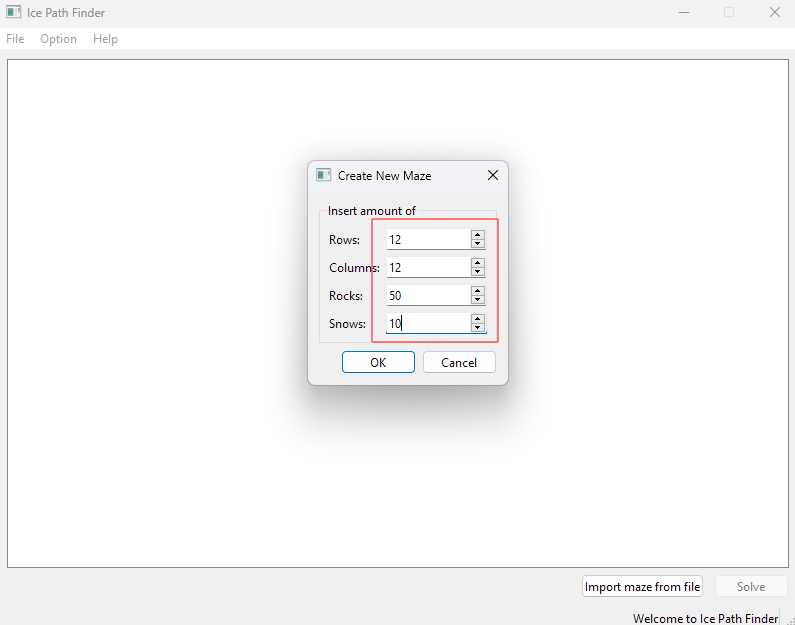 Ice Path Finder
File Option Help
Create New Maze
Insert amount of
Rows: 12
Columns: 12
Rocks: 50
Snows: 10
OK Cancel
Import maze from file Solve
Welcome to Ice Path Finder